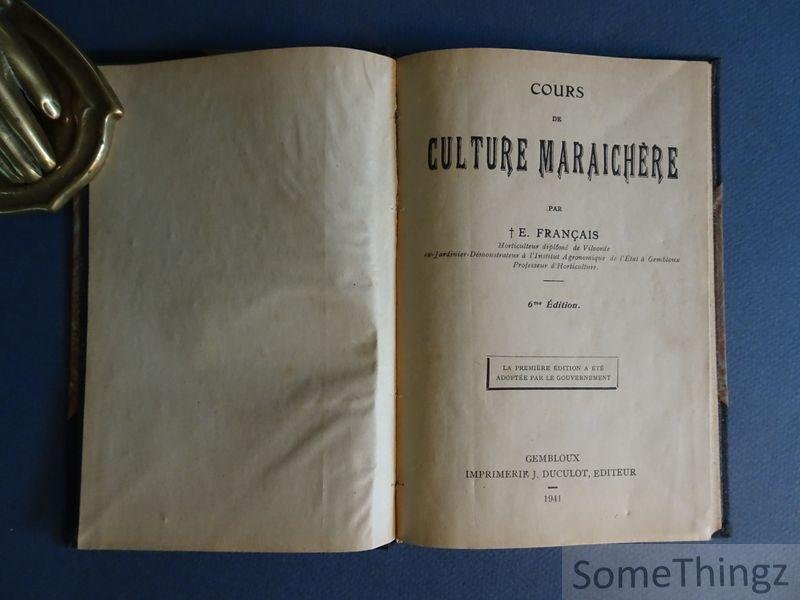 COURS
DE
CULTURE MARAICHÈRE
PAR
† E. FRANÇAIS
Horticulteur diplômé de Vilvorde
ex-Jardinier-Démonstrateur à l'Institut Agronomique de l'État à Gembloux
Professeur d'Horticulture.
6me Édition.
LA PREMIÈRE ÉDITION A ÉTÉ
ADOPTÉE PAR LE GOUVERNEMENT
GEMBLOUX
IMPRIMERIE J. DUCULOT, EDITEUR
1941
SomeThingz